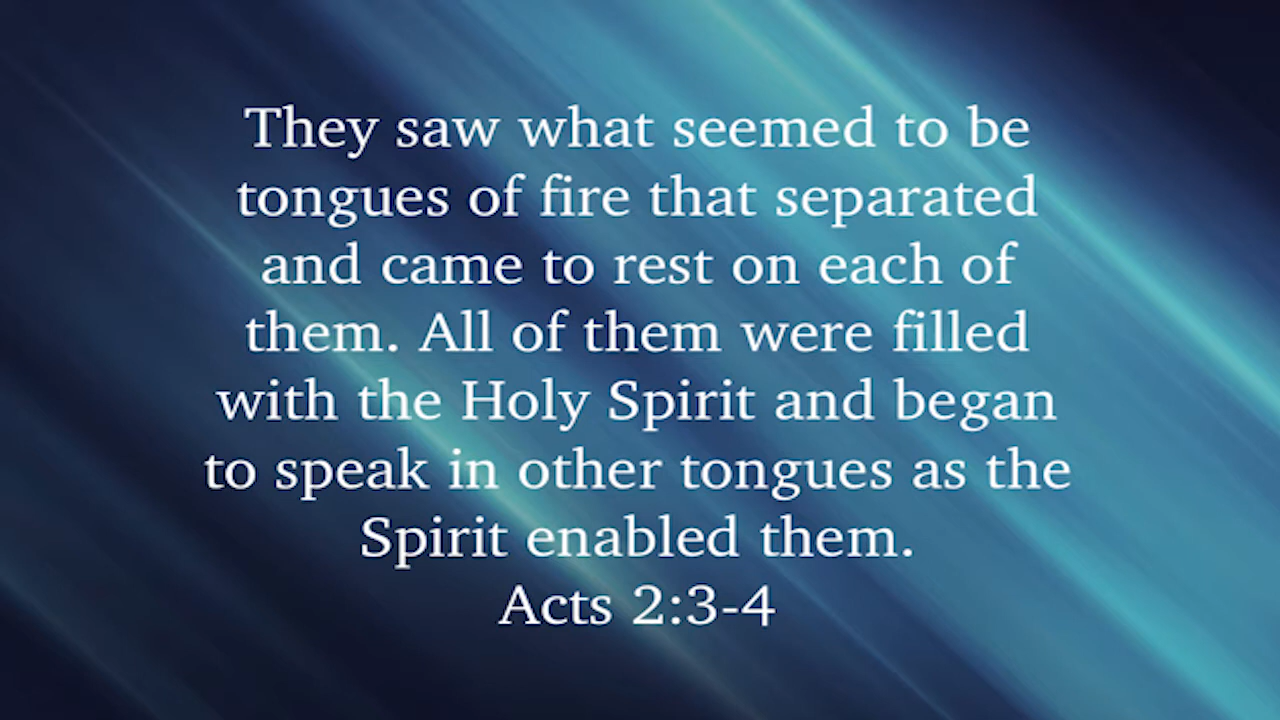 They saw what seemed to be
tongues of fire that separated
and came to rest on each of
them. All of them were filled
with the Holy Spirit and began
to speak in other tongues as the
Spirit enabled them.
Acts 2:3-4